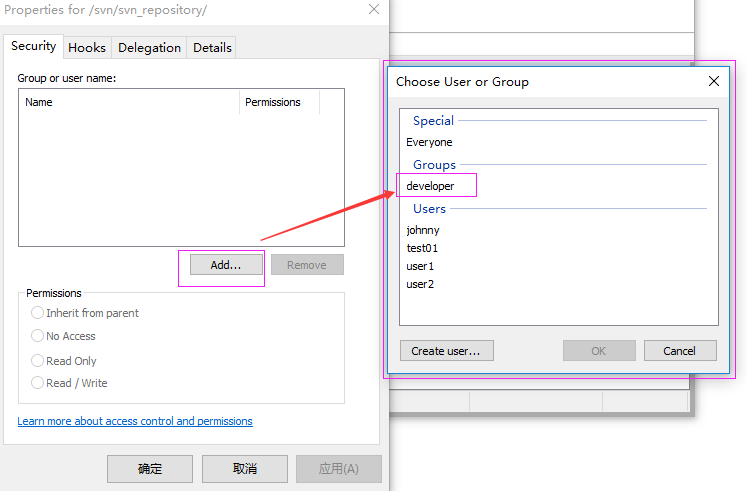 Properties for /svn/svn_repository/
Security Hooks Delegation Details
Group or user name:
Name Permissions
Add... Remove
Permissions
Inherit from parent
No Access
Read Only
Read / Write
Learn more about access control and permissions
确定 取消 应用(A)
Choose User or Group
Special
Everyone
Groups
developer
Users
johnny
test01
user1
user2
Create user... OK Cancel